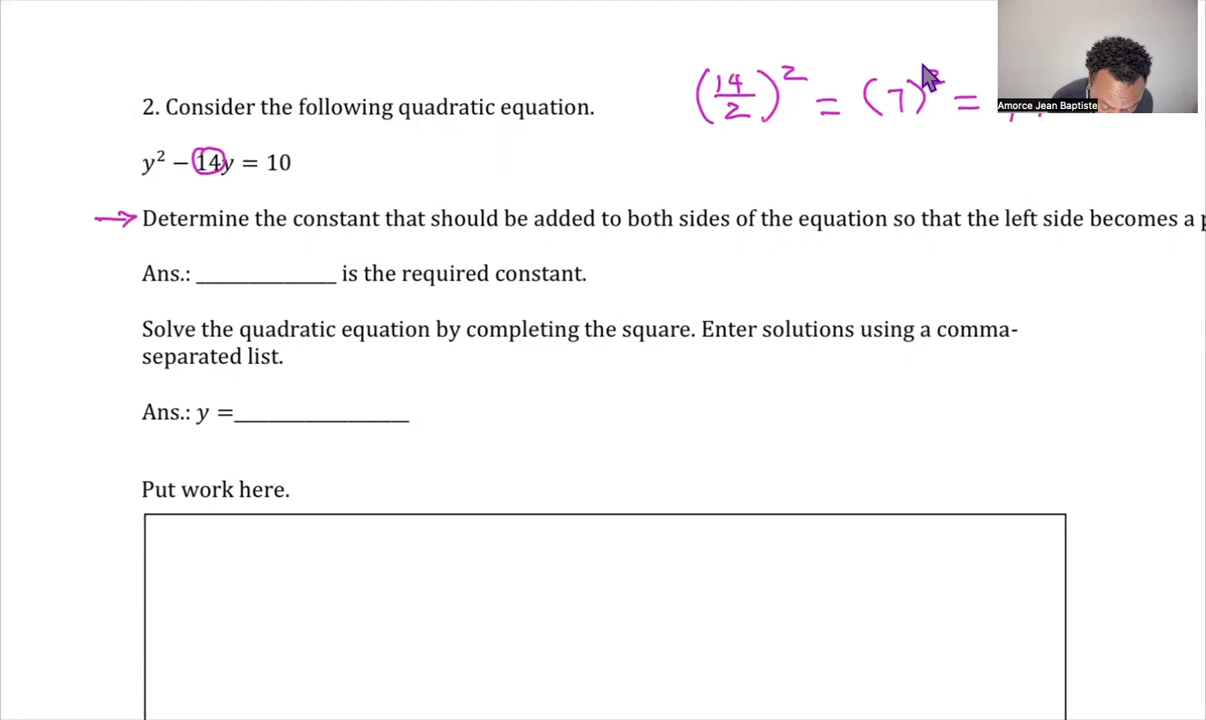 (14/2)² = (7)² =
Amorce Jean Baptiste
2. Consider the following quadratic equation.
y² − 14y = 10
→ Determine the constant that should be added to both sides of the equation so that the left side becomes a p
Ans.: ____________ is the required constant.
Solve the quadratic equation by completing the square. Enter solutions using a comma-
separated list.
Ans.: y =_______________
Put work here.